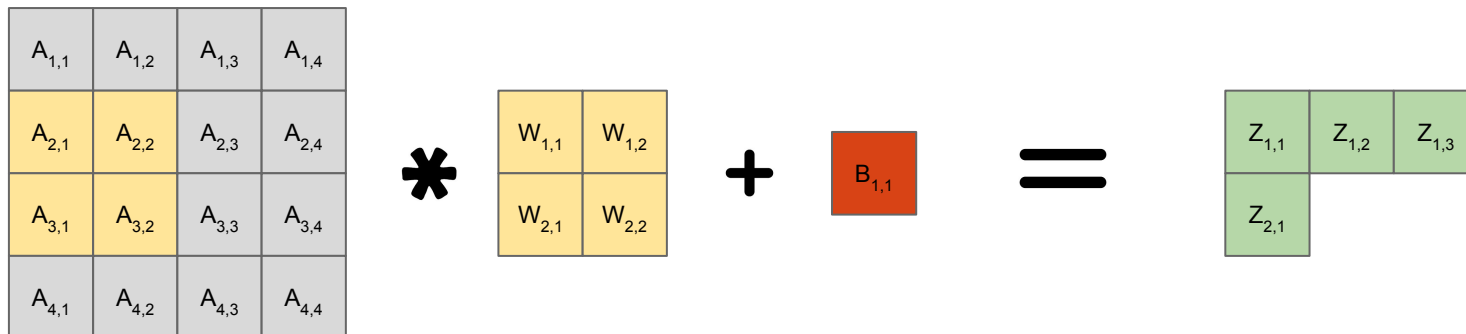 A1,1 A1,2 A1,3 A1,4
A2,1 A2,2 A2,3 A2,4 * W1,1 W1,2 + B1,1 = Z1,1 Z1,2 Z1,3
A3,1 A3,2 A3,3 A3,4 W2,1 W2,2 Z2,1
A4,1 A4,2 A4,3 A4,4